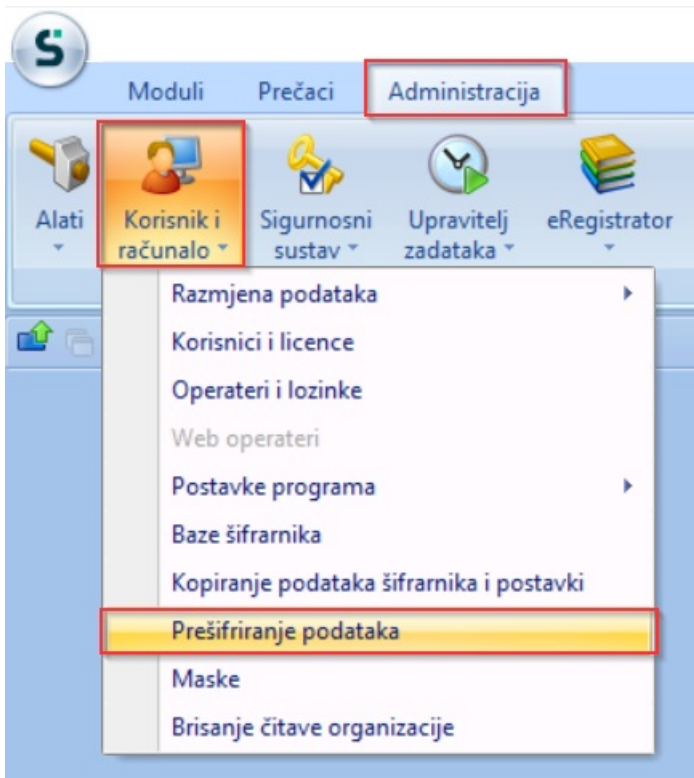 S
Moduli Prečaci Administracija
Alati Korisnik i računalo Sigurnosni sustav Upravitelj zadataka eRegistrator
Razmjena podataka
Korisnici i licence
Operateri i lozinke
Web operateri
Postavke programa
Baze šifrarnika
Kopiranje podataka šifrarnika i postavki
Prešifriranje podataka
Maske
Brisanje čitave organizacije